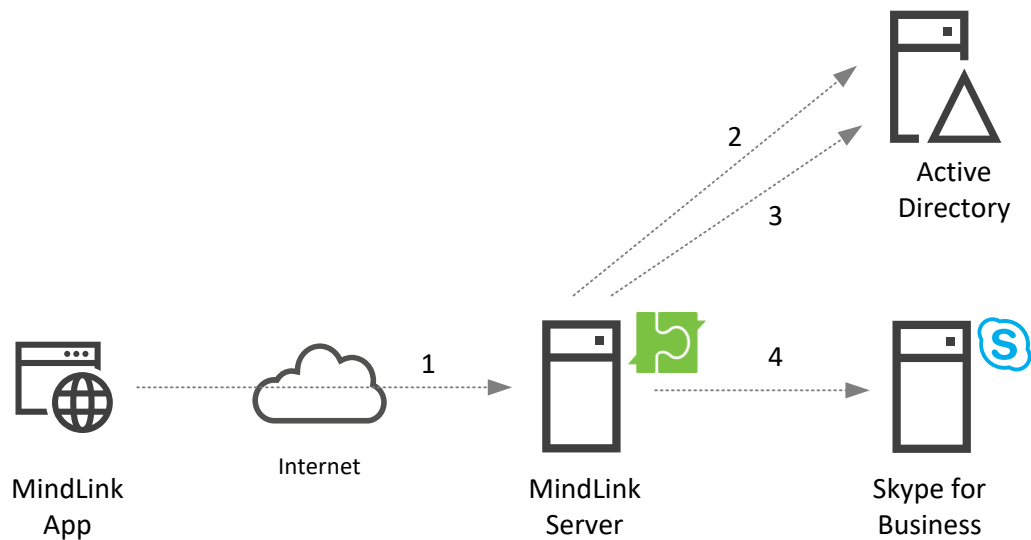 2
Active
Directory
3
1
4
S
Internet
MindLink
App
MindLink
Server
Skype for
Business